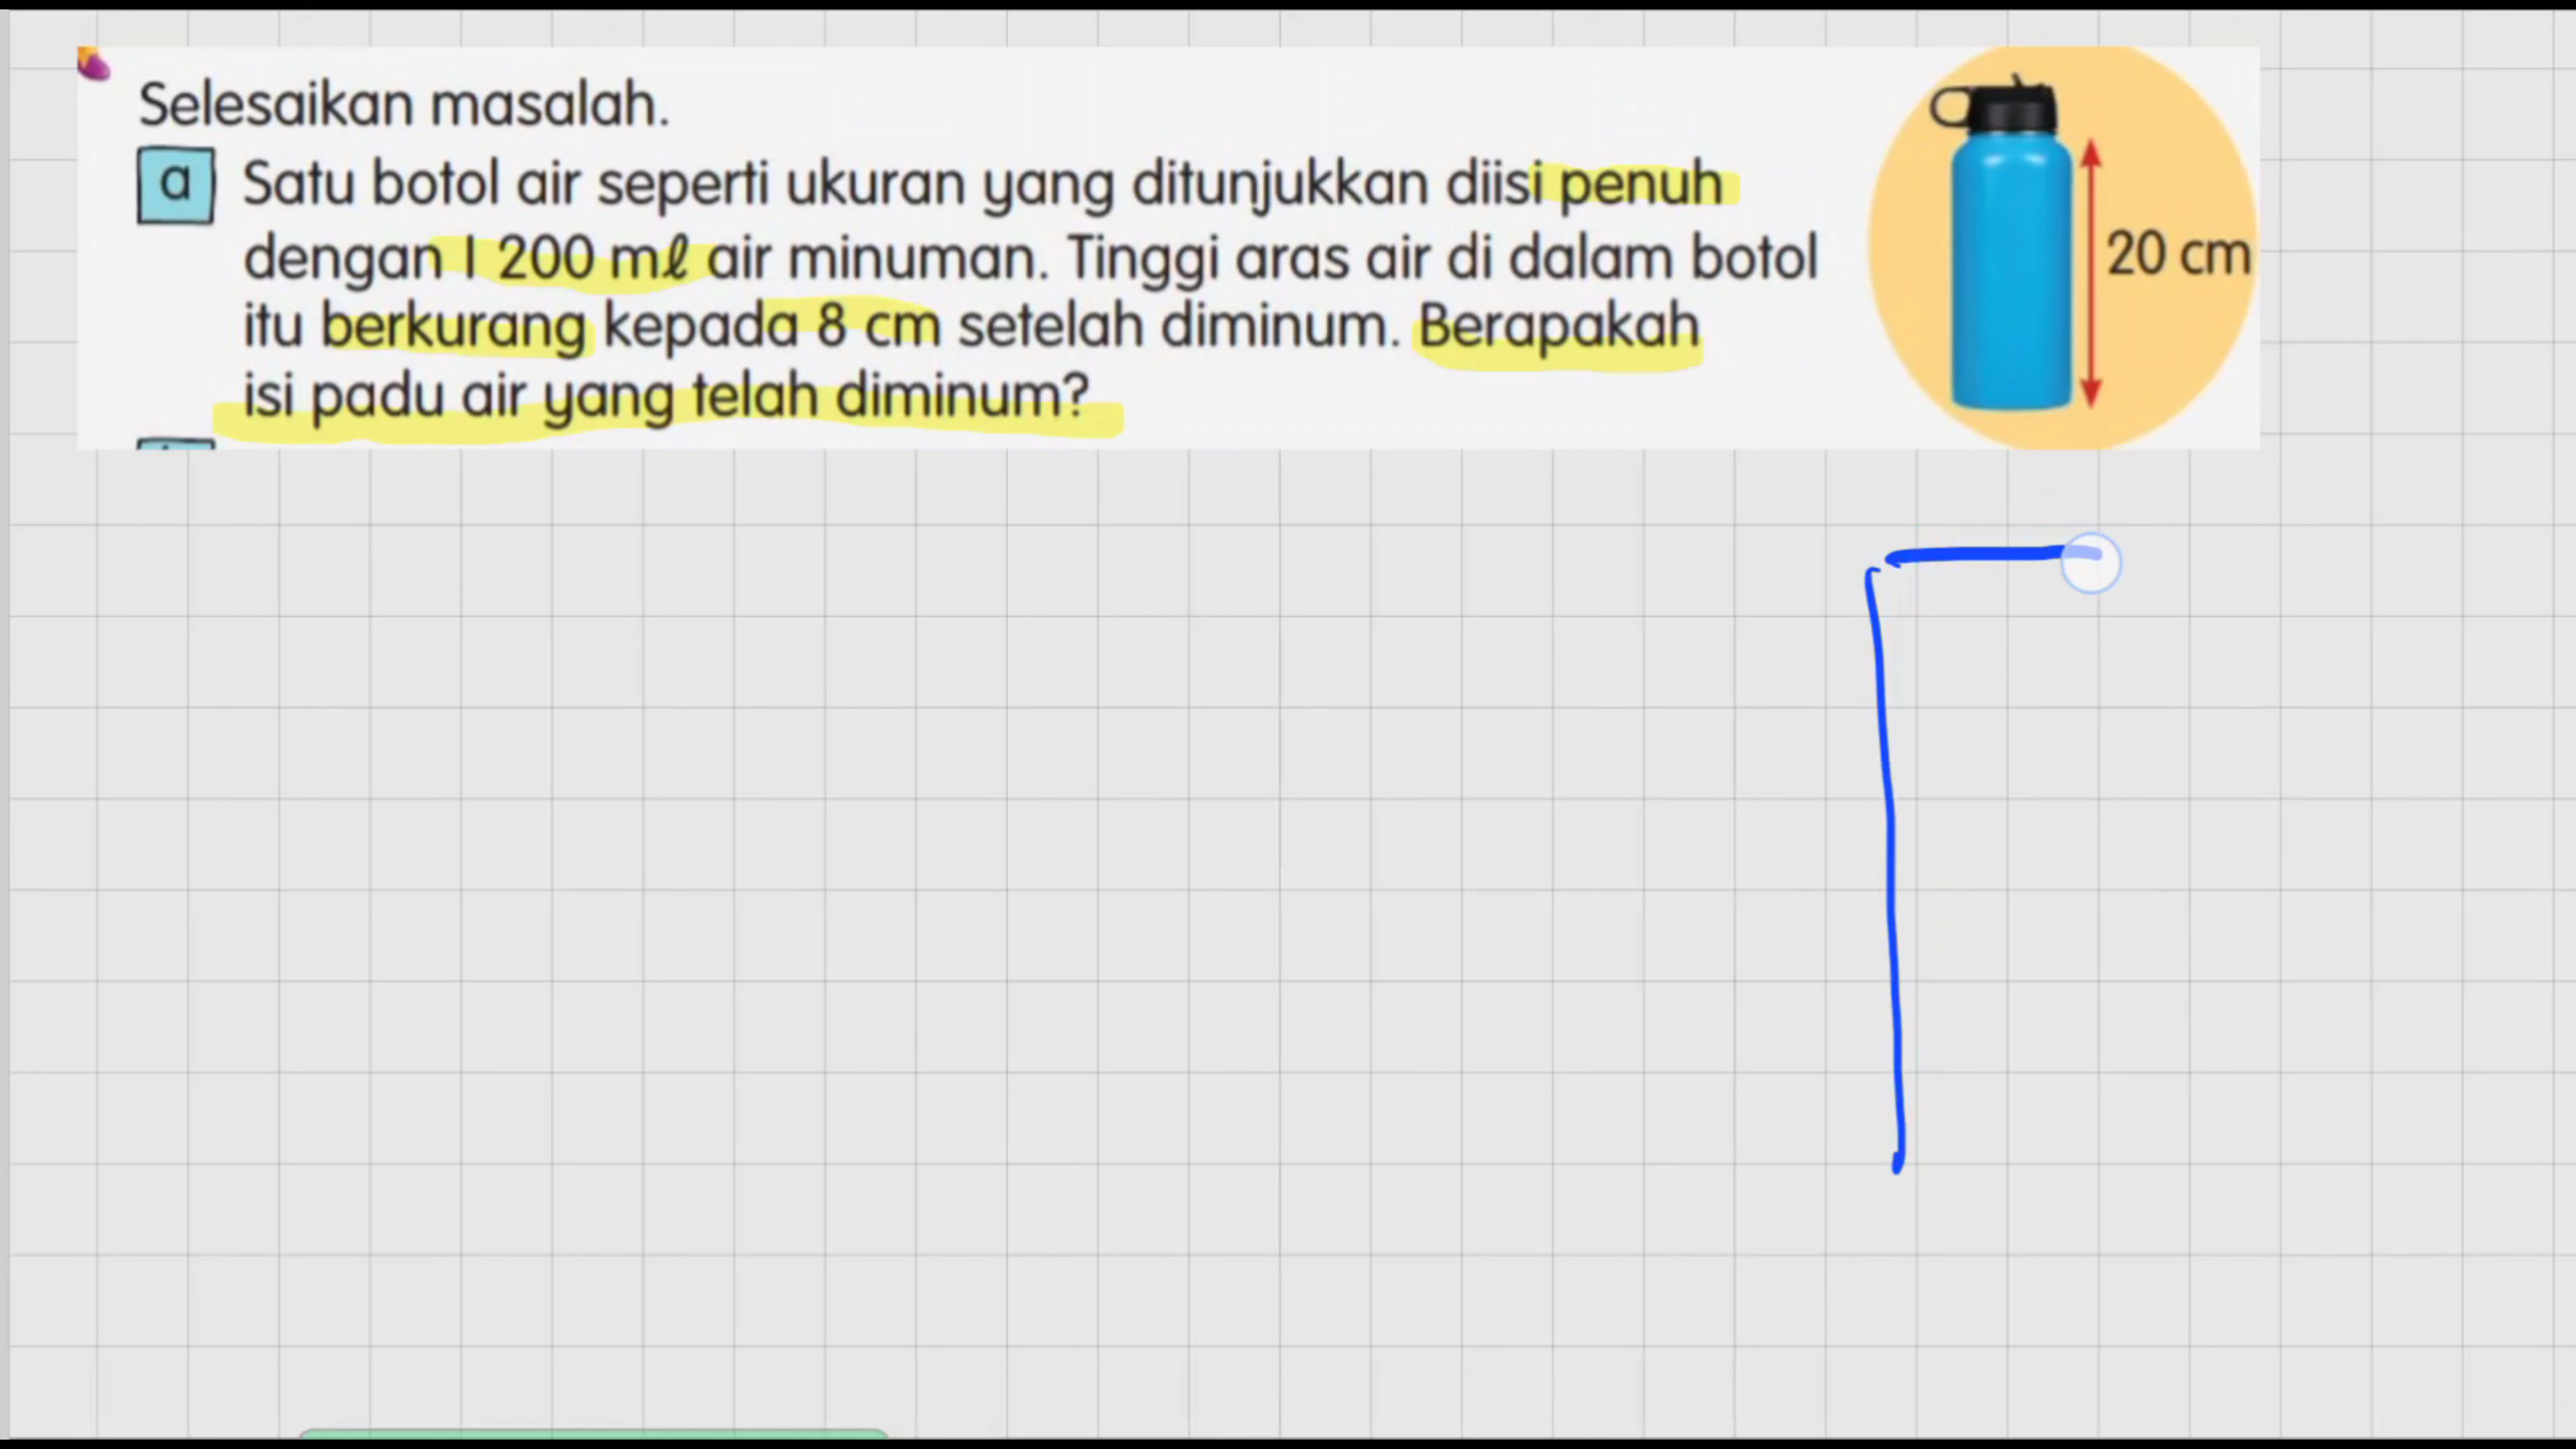 Selesaikan masalah.
a Satu botol air seperti ukuran yang ditunjukkan diisi penuh
dengan 1 200 mℓ air minuman. Tinggi aras air di dalam botol
itu berkurang kepada 8 cm setelah diminum. Berapakah
isi padu air yang telah diminum?
20 cm